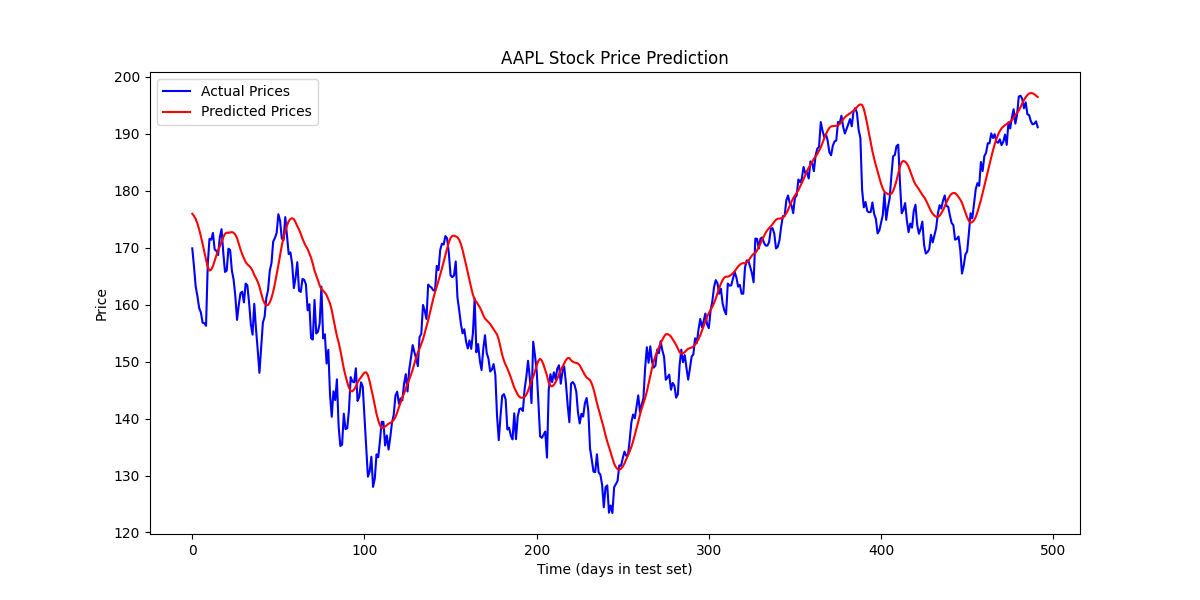 AAPL Stock Price Prediction
Actual Prices
Predicted Prices
200
190
180
170
160
150
140
130
120
Price
0 100 200 300 400 500
Time (days in test set)